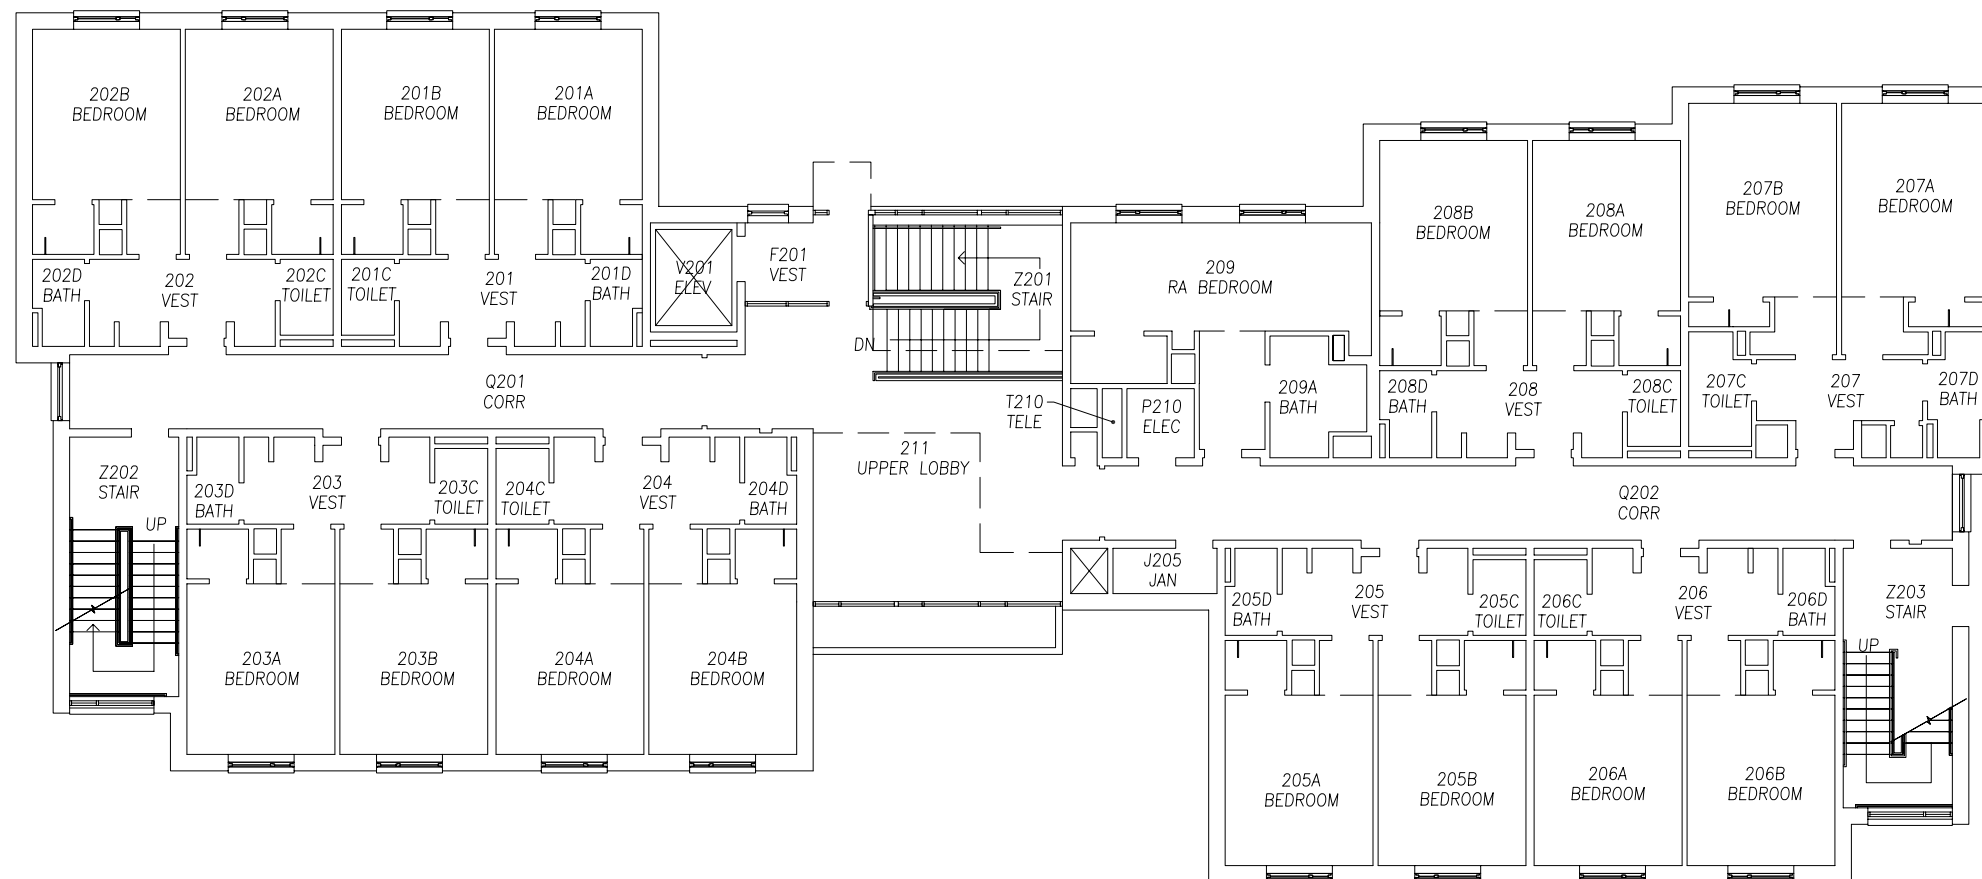 202B
BEDROOM
202A
BEDROOM
201B
BEDROOM
201A
BEDROOM
207B
BEDROOM
207A
BEDROOM
208B
BEDROOM
208A
BEDROOM
202D
BATH
202
VEST
202C
TOILET
201C
TOILET
201
VEST
201D
BATH
V201
ELEV
F201
VEST
Z201
STAIR
DN
209
RA BEDROOM
Q201
CORR
T210
TELE
P210
ELEC
209A
BATH
208D
BATH
208
VEST
208C
TOILET
207C
TOILET
207
VEST
207D
BATH
Z202
STAIR
UP
203D
BATH
203
VEST
203C
TOILET
204C
TOILET
204
VEST
204D
BATH
211
UPPER LOBBY
Q202
CORR
J205
JAN
205D
BATH
205
VEST
205C
TOILET
206C
TOILET
206
VEST
206D
BATH
Z203
STAIR
UP
203A
BEDROOM
203B
BEDROOM
204A
BEDROOM
204B
BEDROOM
205A
BEDROOM
205B
BEDROOM
206A
BEDROOM
206B
BEDROOM